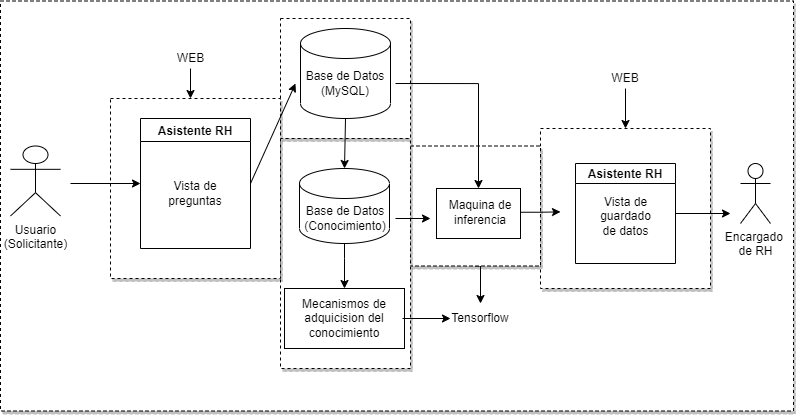 WEB
Asistente RH
Vista de
preguntas
Usuario
(Solicitante)
Base de Datos
(MySQL)
Base de Datos
(Conocimiento)
Mecanismos de
adquicision del
conocimiento
Maquina de
inferencia
Tensorflow
WEB
Asistente RH
Vista de
guardado
de datos
Encargado
de RH